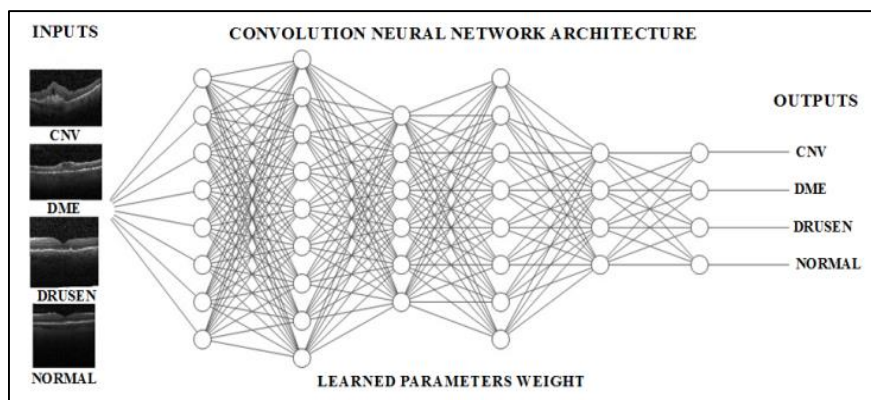 INPUTS
CONVOLUTION NEURAL NETWORK ARCHITECTURE
CNV
DME
DRUSEN
NORMAL
OUTPUTS
CNV
DME
DRUSEN
NORMAL
LEARNED PARAMETERS WEIGHT